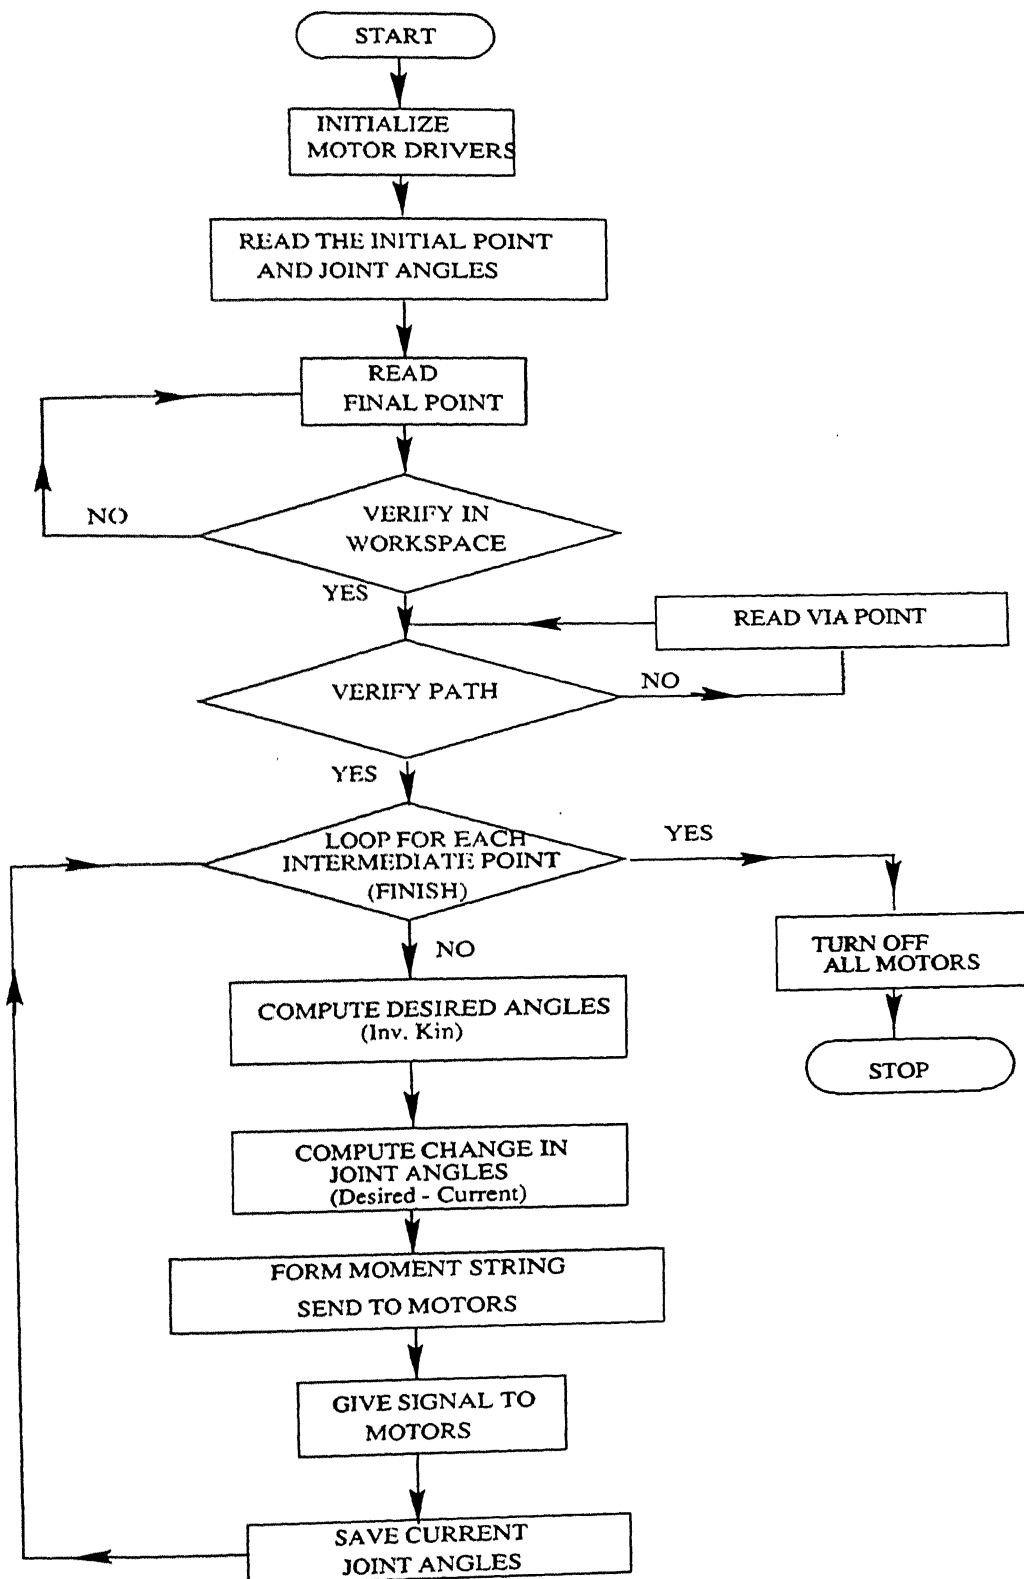 START
INITIALIZE
MOTOR DRIVERS
READ THE INITIAL POINT
AND JOINT ANGLES
READ
FINAL POINT
NO
VERIFY IN
WORKSPACE
YES
READ VIA POINT
VERIFY PATH
NO
YES
LOOP FOR EACH
INTERMEDIATE POINT
(FINISH)
YES
NO
TURN OFF
ALL MOTORS
STOP
COMPUTE DESIRED ANGLES
(Inv. Kin)
COMPUTE CHANGE IN
JOINT ANGLES
(Desired - Current)
FORM MOMENT STRING
SEND TO MOTORS
GIVE SIGNAL TO
MOTORS
SAVE CURRENT
JOINT ANGLES